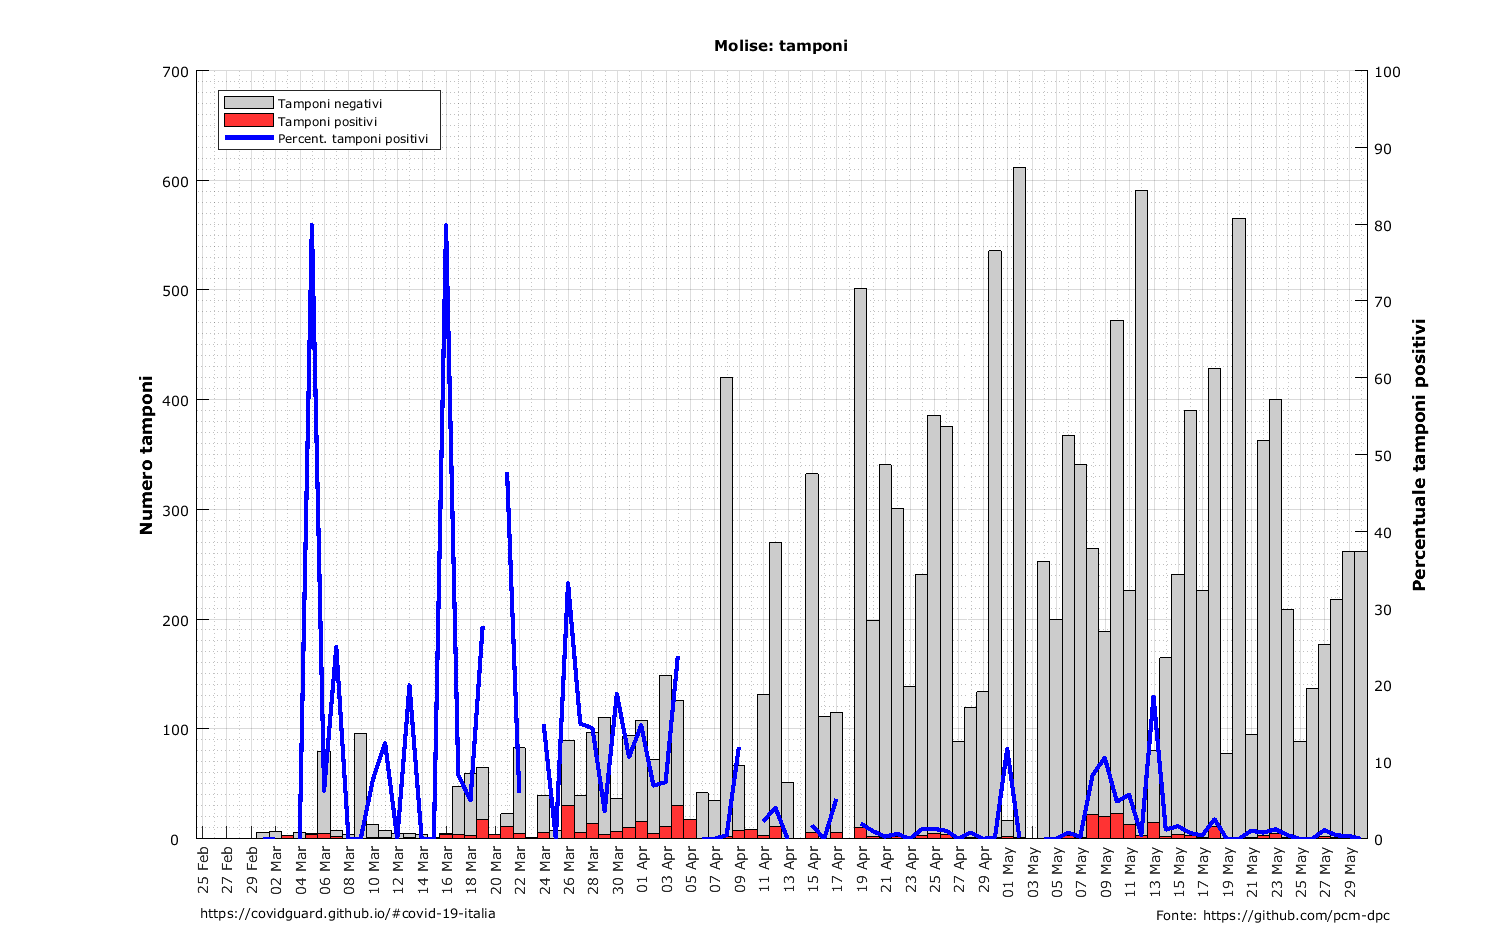 Molise: tamponi
Tamponi negativi
Tamponi positivi
Percent. tamponi positivi
Numero tamponi
700
600
500
400
300
200
100
0
100
90
80
70
60
50
40
30
20
10
0
Percentuale tamponi positivi
25 Feb
27 Feb
29 Feb
02 Mar
04 Mar
06 Mar
08 Mar
10 Mar
12 Mar
14 Mar
16 Mar
18 Mar
20 Mar
22 Mar
24 Mar
26 Mar
28 Mar
30 Mar
01 Apr
03 Apr
05 Apr
07 Apr
09 Apr
11 Apr
13 Apr
15 Apr
17 Apr
19 Apr
21 Apr
23 Apr
25 Apr
27 Apr
29 Apr
01 May
03 May
05 May
07 May
09 May
11 May
13 May
15 May
17 May
19 May
21 May
23 May
25 May
27 May
29 May
https://covidguard.github.io/#covid-19-italia
Fonte: https://github.com/pcm-dpc